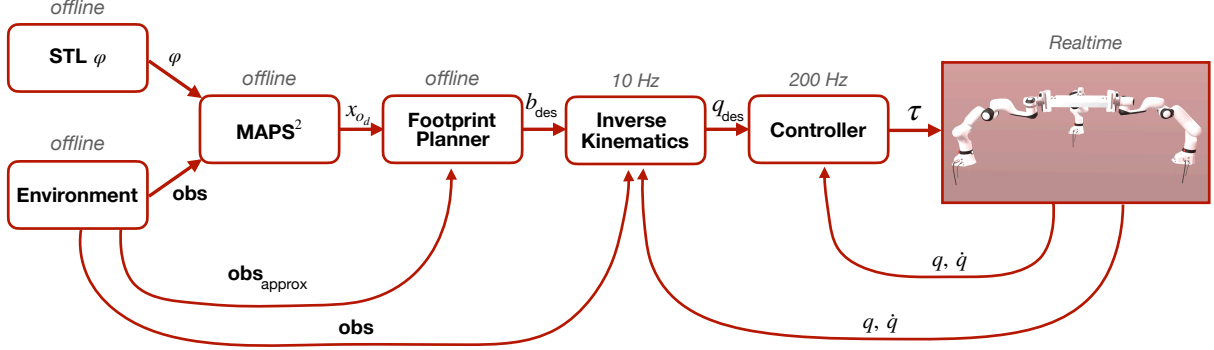 offline
STL φ
φ
offline
Environment
obs
offline
MAPS²
x_{o_d}
offline
Footprint
Planner
b_des
10 Hz
Inverse
Kinematics
q_des
200 Hz
Controller
τ
Realtime
obs_approx
obs
q, q̇
q, q̇